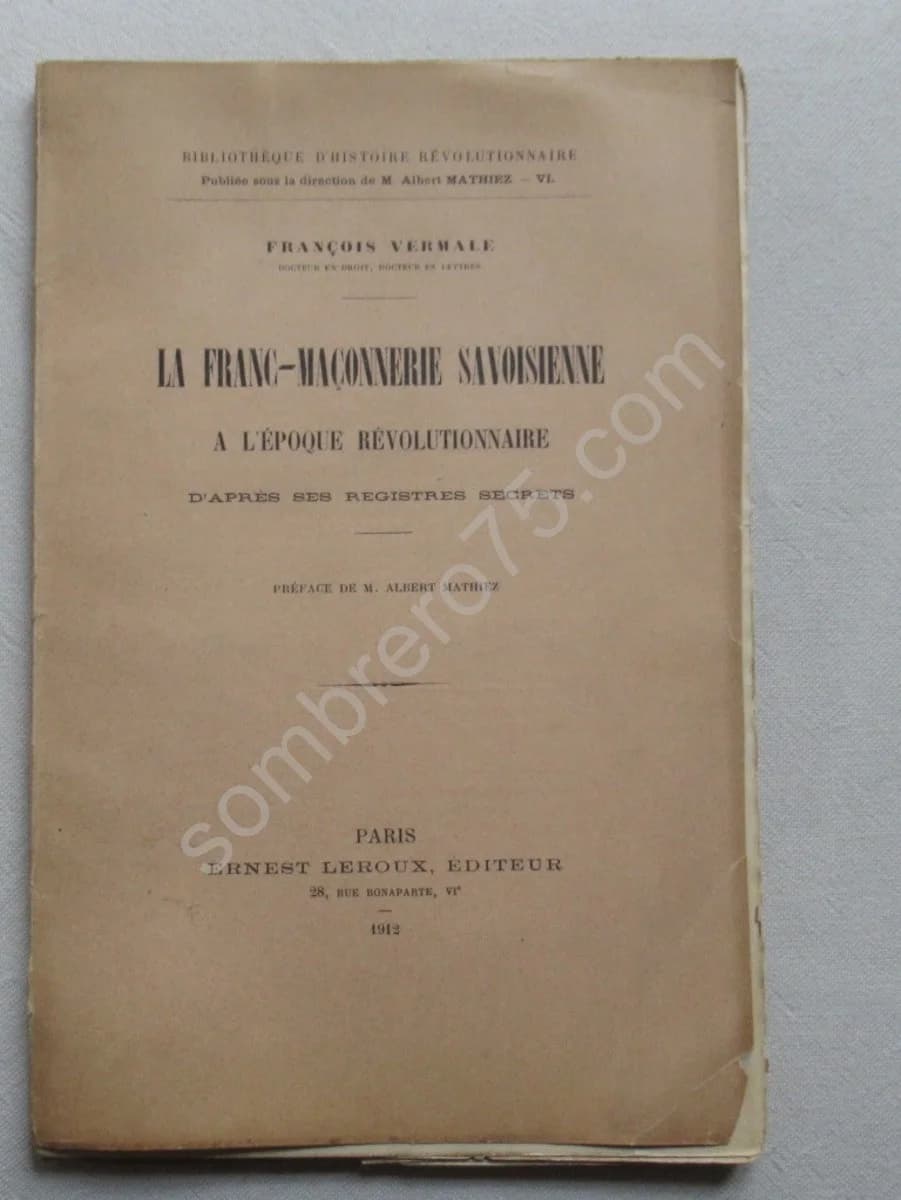 BIBLIOTHÈQUE D'HISTOIRE RÉVOLUTIONNAIRE
Publiée sous la direction de M. Albert MATHIEZ — VI.
FRANÇOIS VERMALE
DOCTEUR EN DROIT, DOCTEUR ÈS LETTRES
LA FRANC-MAÇONNERIE SAVOISIENNE
A L'ÉPOQUE RÉVOLUTIONNAIRE
D'APRÈS SES REGISTRES SECRETS
PRÉFACE DE M. ALBERT MATHIEZ
PARIS
ERNEST LEROUX, ÉDITEUR
28, RUE BONAPARTE, VIe
1912
sombrero75.com